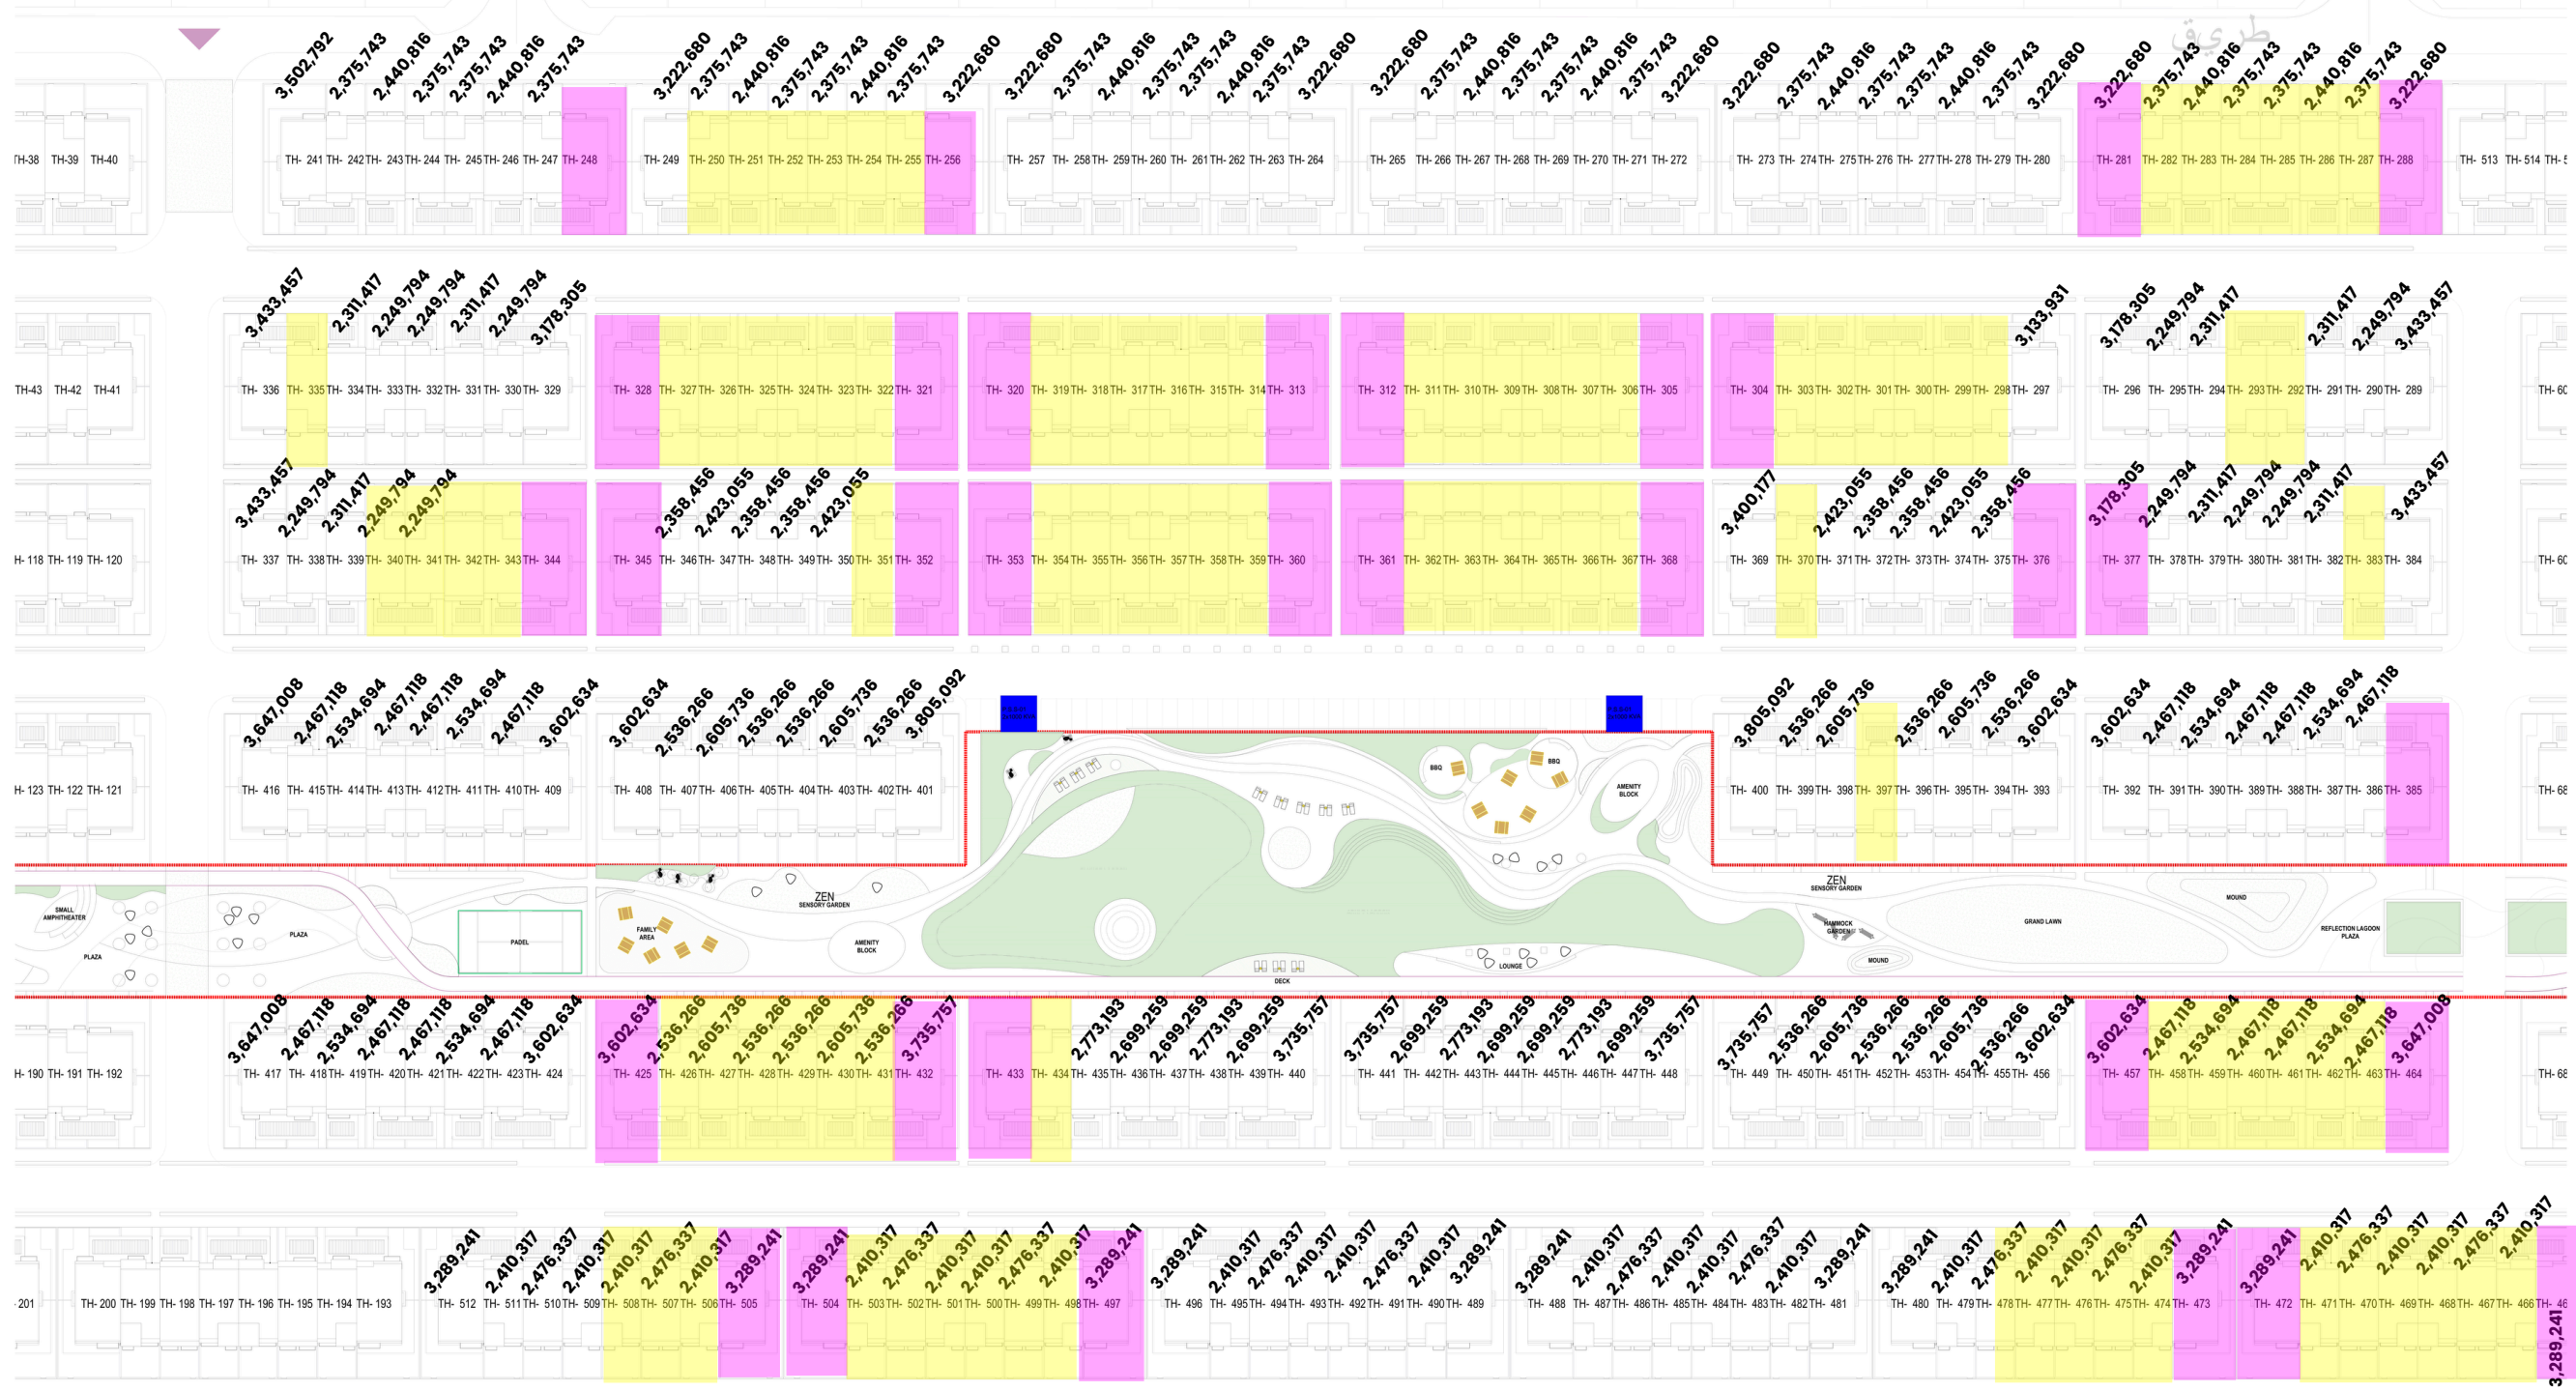 طريق
3,502,792 2,375,743 2,440,816 2,375,743 2,375,743 2,440,816 2,375,743 3,222,680 2,375,743 2,440,816 2,375,743 2,375,743 2,440,816 2,375,743 3,222,680 3,222,680 2,375,743 2,440,816 2,375,743 2,375,743 2,440,816 2,375,743 3,222,680 3,222,680 2,375,743 2,440,816 2,375,743 2,375,743 2,440,816 2,375,743 3,222,680 3,222,680 2,375,743 2,440,816 2,375,743 2,375,743 2,440,816 2,375,743 3,222,680 3,222,680 2,375,743 2,440,816 2,375,743 2,375,743 2,440,816 2,375,743 3,222,680
TH-38 TH-39 TH-40 TH- 241 TH- 242 TH- 243 TH- 244 TH- 245 TH- 246 TH- 247 TH- 248 TH- 249 TH- 250 TH- 251 TH- 252 TH- 253 TH- 254 TH- 255 TH- 256 TH- 257 TH- 258 TH- 259 TH- 260 TH- 261 TH- 262 TH- 263 TH- 264 TH- 265 TH- 266 TH- 267 TH- 268 TH- 269 TH- 270 TH- 271 TH- 272 TH- 273 TH- 274 TH- 275 TH- 276 TH- 277 TH- 278 TH- 279 TH- 280 TH- 281 TH- 282 TH- 283 TH- 284 TH- 285 TH- 286 TH- 287 TH- 288 TH- 513 TH- 514 TH-
3,433,457 2,311,417 2,249,794 2,249,794 2,311,417 2,249,794 3,178,305 3,133,931 3,178,305 2,249,794 2,311,417 2,311,417 2,249,794 3,433,457
TH-43 TH-42 TH-41 TH- 336 TH- 335 TH- 334 TH- 333 TH- 332 TH- 331 TH- 330 TH- 329 TH- 328 TH- 327 TH- 326 TH- 325 TH- 324 TH- 323 TH- 322 TH- 321 TH- 320 TH- 319 TH- 318 TH- 317 TH- 316 TH- 315 TH- 314 TH- 313 TH- 312 TH- 311 TH- 310 TH- 309 TH- 308 TH- 307 TH- 306 TH- 305 TH- 304 TH- 303 TH- 302 TH- 301 TH- 300 TH- 299 TH- 298 TH- 297 TH- 296 TH- 295 TH- 294 TH- 293 TH- 292 TH- 291 TH- 290 TH- 289 TH- 60
3,433,457 2,249,794 2,311,417 2,249,794 2,249,794 2,358,456 2,423,055 2,358,456 2,358,456 2,423,055 3,400,177 2,423,055 2,358,456 2,358,456 2,423,055 2,358,456 3,178,305 2,249,794 2,311,417 2,249,794 2,249,794 2,311,417 3,433,457
H- 118 TH- 119 TH- 120 TH- 337 TH- 338 TH- 339 TH- 340 TH- 341 TH- 342 TH- 343 TH- 344 TH- 345 TH- 346 TH- 347 TH- 348 TH- 349 TH- 350 TH- 351 TH- 352 TH- 353 TH- 354 TH- 355 TH- 356 TH- 357 TH- 358 TH- 359 TH- 360 TH- 361 TH- 362 TH- 363 TH- 364 TH- 365 TH- 366 TH- 367 TH- 368 TH- 369 TH- 370 TH- 371 TH- 372 TH- 373 TH- 374 TH- 375 TH- 376 TH- 377 TH- 378 TH- 379 TH- 380 TH- 381 TH- 382 TH- 383 TH- 384 TH- 60
3,647,008 2,467,118 2,534,694 2,467,118 2,467,118 2,534,694 2,467,118 3,602,634 3,602,634 2,536,266 2,605,736 2,536,266 2,536,266 2,605,736 2,536,266 3,805,092 3,805,092 2,536,266 2,605,736 2,536,266 2,605,736 2,536,266 3,602,634 3,602,634 2,467,118 2,534,694 2,467,118 2,467,118 2,534,694 2,467,118
H- 123 TH- 122 TH- 121 TH- 416 TH- 415 TH- 414 TH- 413 TH- 412 TH- 411 TH- 410 TH- 409 TH- 408 TH- 407 TH- 406 TH- 405 TH- 404 TH- 403 TH- 402 TH- 401 TH- 400 TH- 399 TH- 398 TH- 397 TH- 396 TH- 395 TH- 394 TH- 393 TH- 392 TH- 391 TH- 390 TH- 389 TH- 388 TH- 387 TH- 386 TH- 385 TH- 68
BBQ
BBQ
AMENITY
BLOCK
SMALL
AMPHITHEATER
PLAZA
PLAZA
PADEL
FAMILY
AREA
ZEN
SENSORY GARDEN
AMENITY
BLOCK
DECK
LOUNGE
ZEN
SENSORY GARDEN
HAMMOCK
GARDEN
MOUND
GRAND LAWN
MOUND
REFLECTION LAGOON
PLAZA
3,647,008 2,467,118 2,534,694 2,467,118 2,467,118 2,534,694 2,467,118 3,602,634 3,602,634 2,536,266 2,605,736 2,536,266 2,536,266 2,605,736 2,536,266 3,735,757 2,773,193 2,699,259 2,699,259 2,773,193 2,699,259 3,735,757 3,735,757 2,699,259 2,773,193 2,699,259 2,699,259 2,773,193 2,699,259 3,735,757 3,735,757 2,536,266 2,605,736 2,536,266 2,536,266 2,605,736 2,536,266 3,602,634 3,602,634 2,467,118 2,534,694 2,467,118 2,467,118 2,534,694 2,467,118 3,647,008
H- 190 TH- 191 TH- 192 TH- 417 TH- 418 TH- 419 TH- 420 TH- 421 TH- 422 TH- 423 TH- 424 TH- 425 TH- 426 TH- 427 TH- 428 TH- 429 TH- 430 TH- 431 TH- 432 TH- 433 TH- 434 TH- 435 TH- 436 TH- 437 TH- 438 TH- 439 TH- 440 TH- 441 TH- 442 TH- 443 TH- 444 TH- 445 TH- 446 TH- 447 TH- 448 TH- 449 TH- 450 TH- 451 TH- 452 TH- 453 TH- 454 TH- 455 TH- 456 TH- 457 TH- 458 TH- 459 TH- 460 TH- 461 TH- 462 TH- 463 TH- 464 TH- 68
3,289,241 2,410,317 2,476,337 2,410,317 2,410,317 2,476,337 2,410,317 3,289,241 3,289,241 2,410,317 2,476,337 2,410,317 2,410,317 2,476,337 2,410,317 3,289,241 3,289,241 2,410,317 2,476,337 2,410,317 2,410,317 2,476,337 2,410,317 3,289,241 3,289,241 2,410,317 2,476,337 2,410,317 2,410,317 2,476,337 2,410,317 3,289,241 3,289,241 2,410,317 2,476,337 2,410,317 2,410,317 2,476,337 2,410,317 3,289,241 3,289,241 2,410,317 2,476,337 2,410,317 2,410,317 2,476,337 2,410,317
201 TH- 200 TH- 199 TH- 198 TH- 197 TH- 196 TH- 195 TH- 194 TH- 193 TH- 512 TH- 511 TH- 510 TH- 509 TH- 508 TH- 507 TH- 506 TH- 505 TH- 504 TH- 503 TH- 502 TH- 501 TH- 500 TH- 499 TH- 498 TH- 497 TH- 496 TH- 495 TH- 494 TH- 493 TH- 492 TH- 491 TH- 490 TH- 489 TH- 488 TH- 487 TH- 486 TH- 485 TH- 484 TH- 483 TH- 482 TH- 481 TH- 480 TH- 479 TH- 478 TH- 477 TH- 476 TH- 475 TH- 474 TH- 473 TH- 472 TH- 471 TH- 470 TH- 469 TH- 468 TH- 467 TH- 466 TH- 46
3,289,241